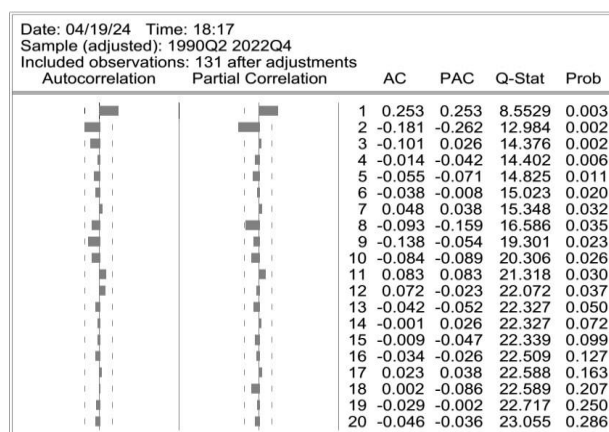 Date: 04/19/24 Time: 18:17
Sample (adjusted): 1990Q2 2022Q4
Included observations: 131 after adjustments
Autocorrelation Partial Correlation AC PAC Q-Stat Prob
1 0.253 0.253 8.5529 0.003
2 -0.181 -0.262 12.984 0.002
3 -0.101 0.026 14.376 0.002
4 -0.014 -0.042 14.402 0.006
5 -0.055 -0.071 14.825 0.011
6 -0.038 -0.008 15.023 0.020
7 0.048 0.038 15.348 0.032
8 -0.093 -0.159 16.586 0.035
9 -0.138 -0.054 19.301 0.023
10 -0.084 -0.089 20.306 0.026
11 0.083 0.083 21.318 0.030
12 0.072 -0.023 22.072 0.037
13 -0.042 -0.052 22.327 0.050
14 -0.001 0.026 22.327 0.072
15 -0.009 -0.047 22.339 0.099
16 -0.034 -0.026 22.509 0.127
17 0.023 0.038 22.588 0.163
18 0.002 -0.086 22.589 0.207
19 -0.029 -0.002 22.717 0.250
20 -0.046 -0.036 23.055 0.286